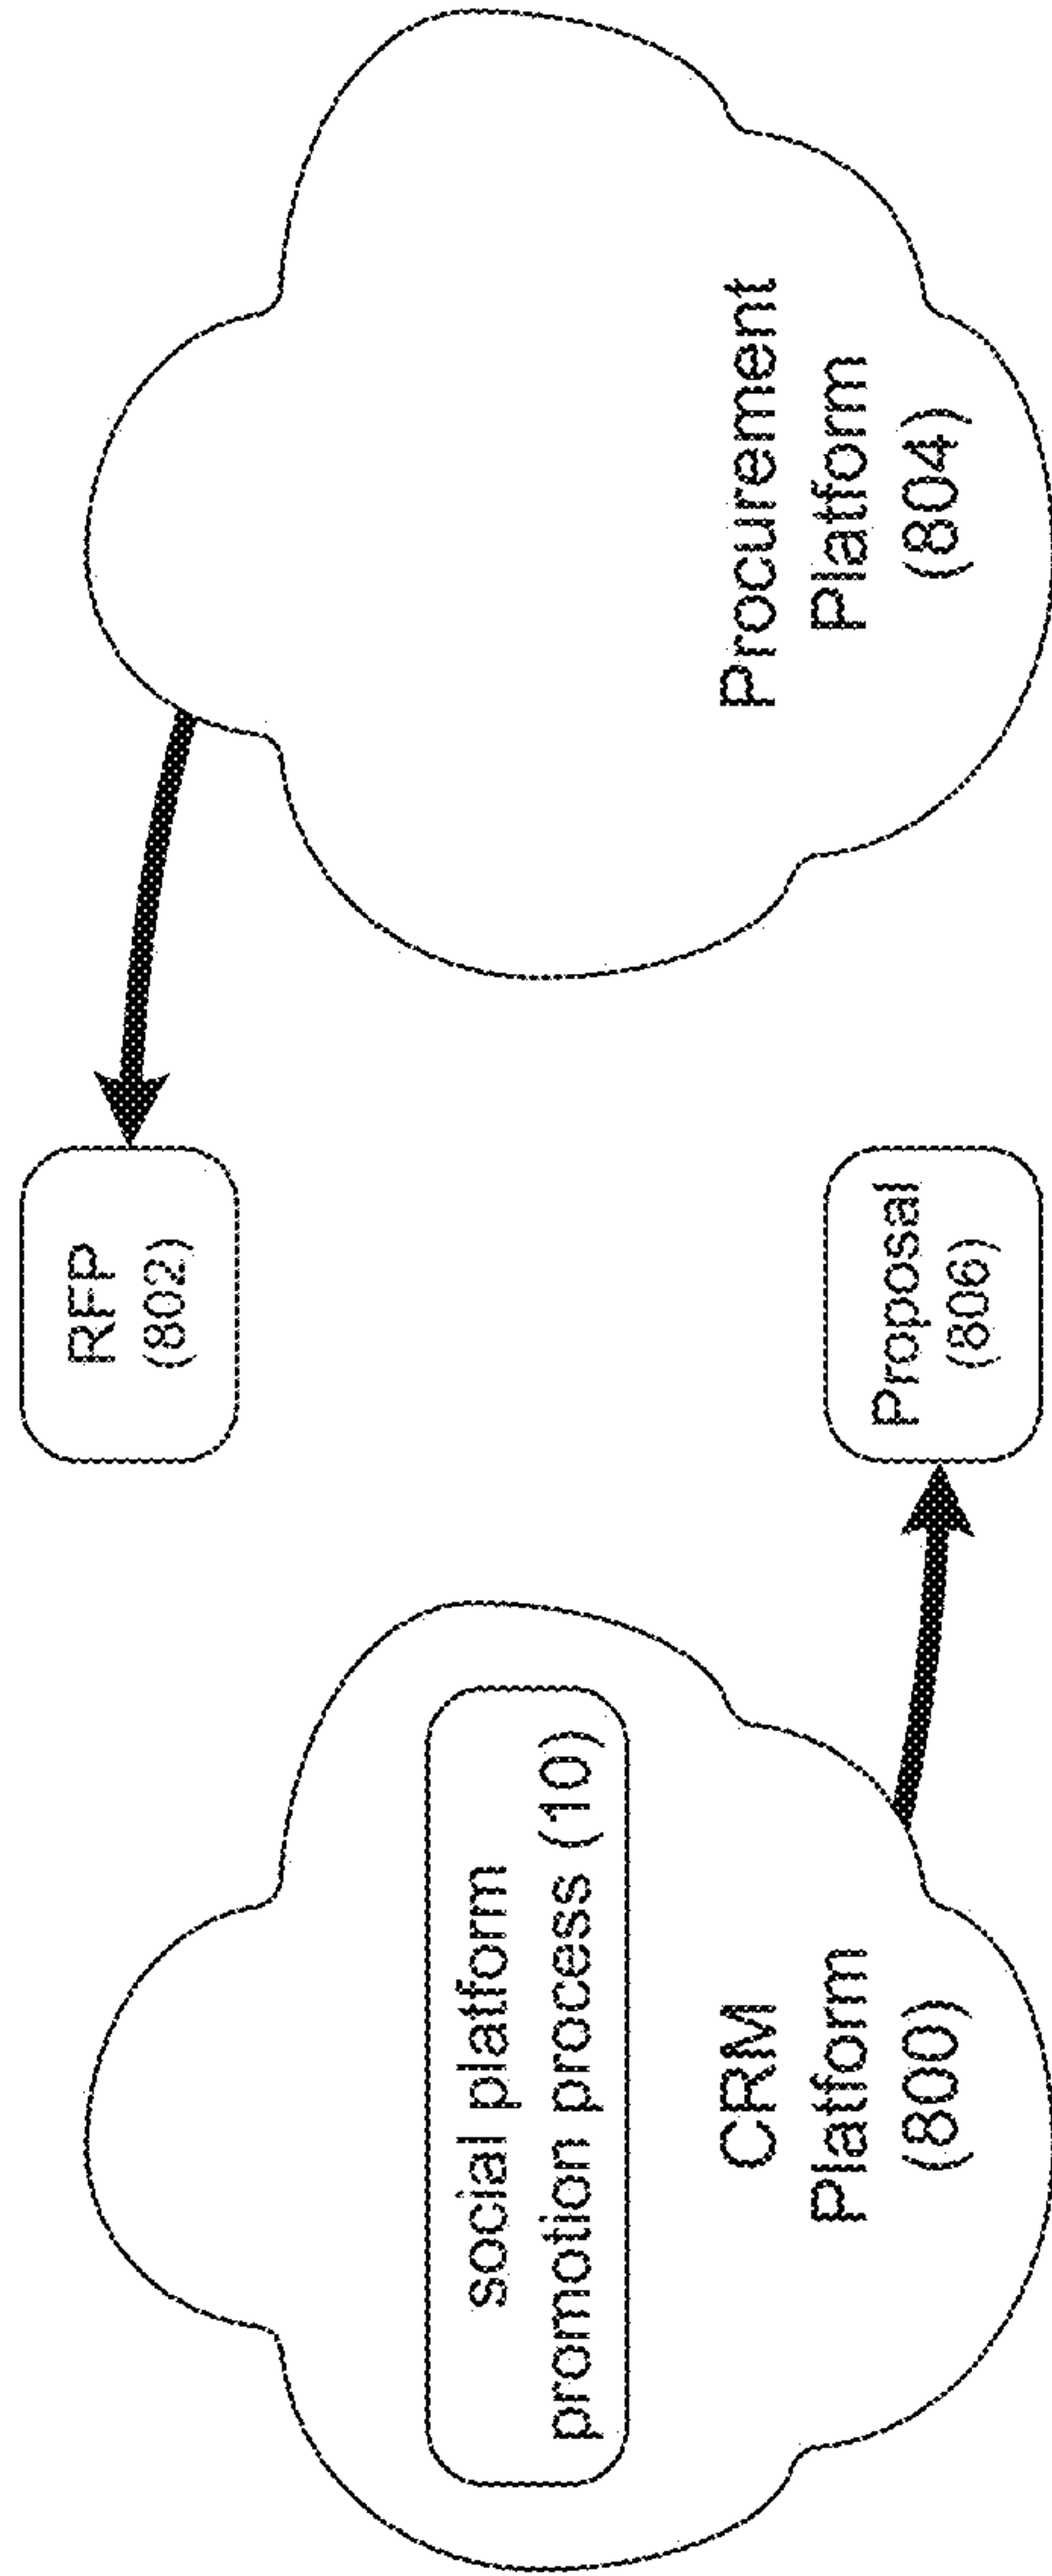 RFP
(802)
social platform
promotion process (10)
CRM
Platform
(800)
Proposal
(806)
Procurement
Platform
(804)